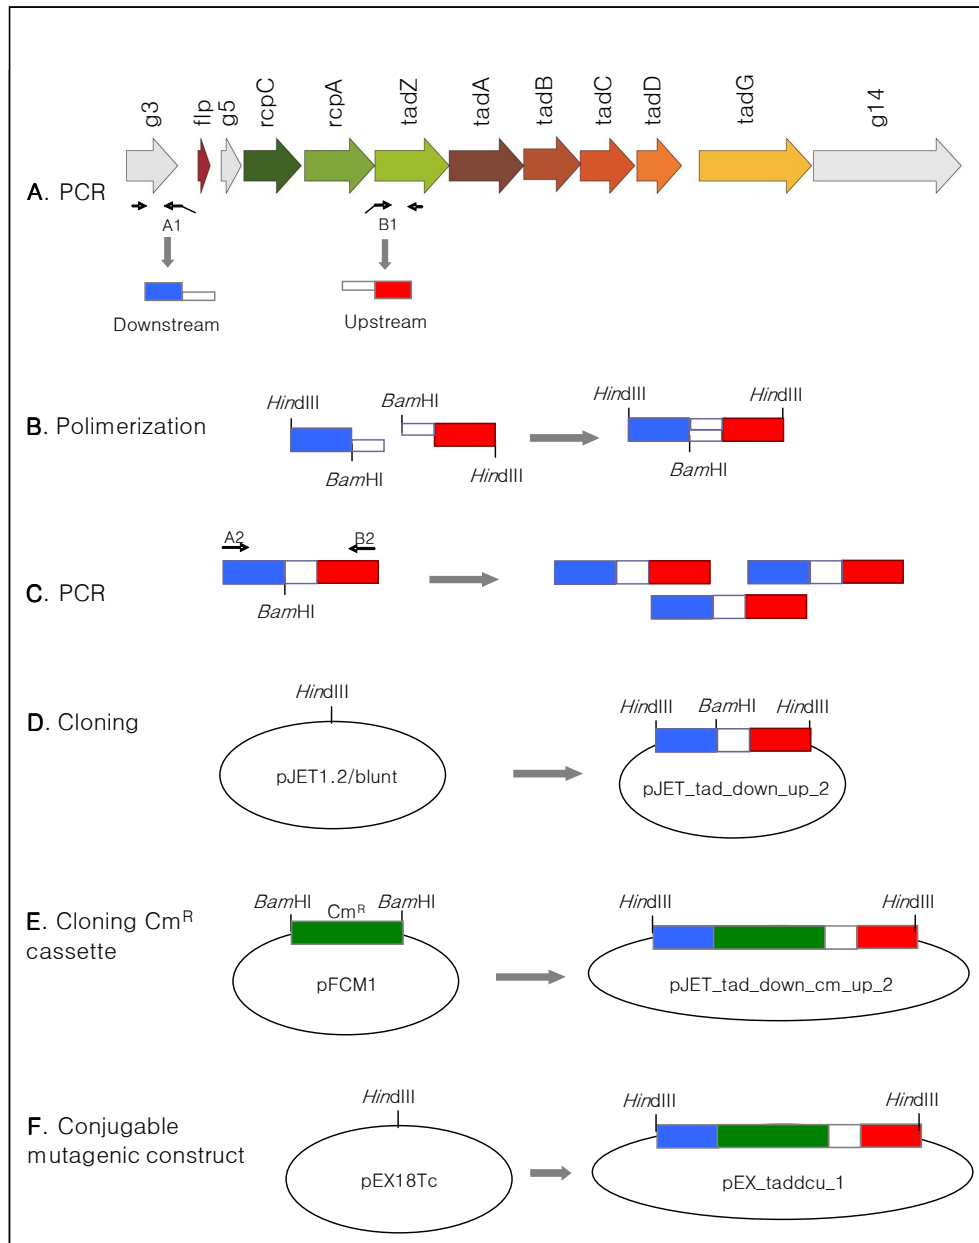 g3
flp
g5
rcpC
rcpA
tadZ
tadA
tadB
tadC
tadD
tadG
g14
A. PCR
A1
B1
Downstream
Upstream
B. Polimerization
HindIII
BamHI
BamHI
HindIII
HindIII
HindIII
BamHI
C. PCR
A2
B2
BamHI
D. Cloning
HindIII
pJET1.2/blunt
HindIII
BamHI
HindIII
pJET_tad_down_up_2
E. Cloning Cmᴿ
cassette
BamHI
Cmᴿ
BamHI
pFCM1
HindIII
HindIII
pJET_tad_down_cm_up_2
F. Conjugable
mutagenic construct
HindIII
pEX18Tc
HindIII
HindIII
pEX_taddcu_1